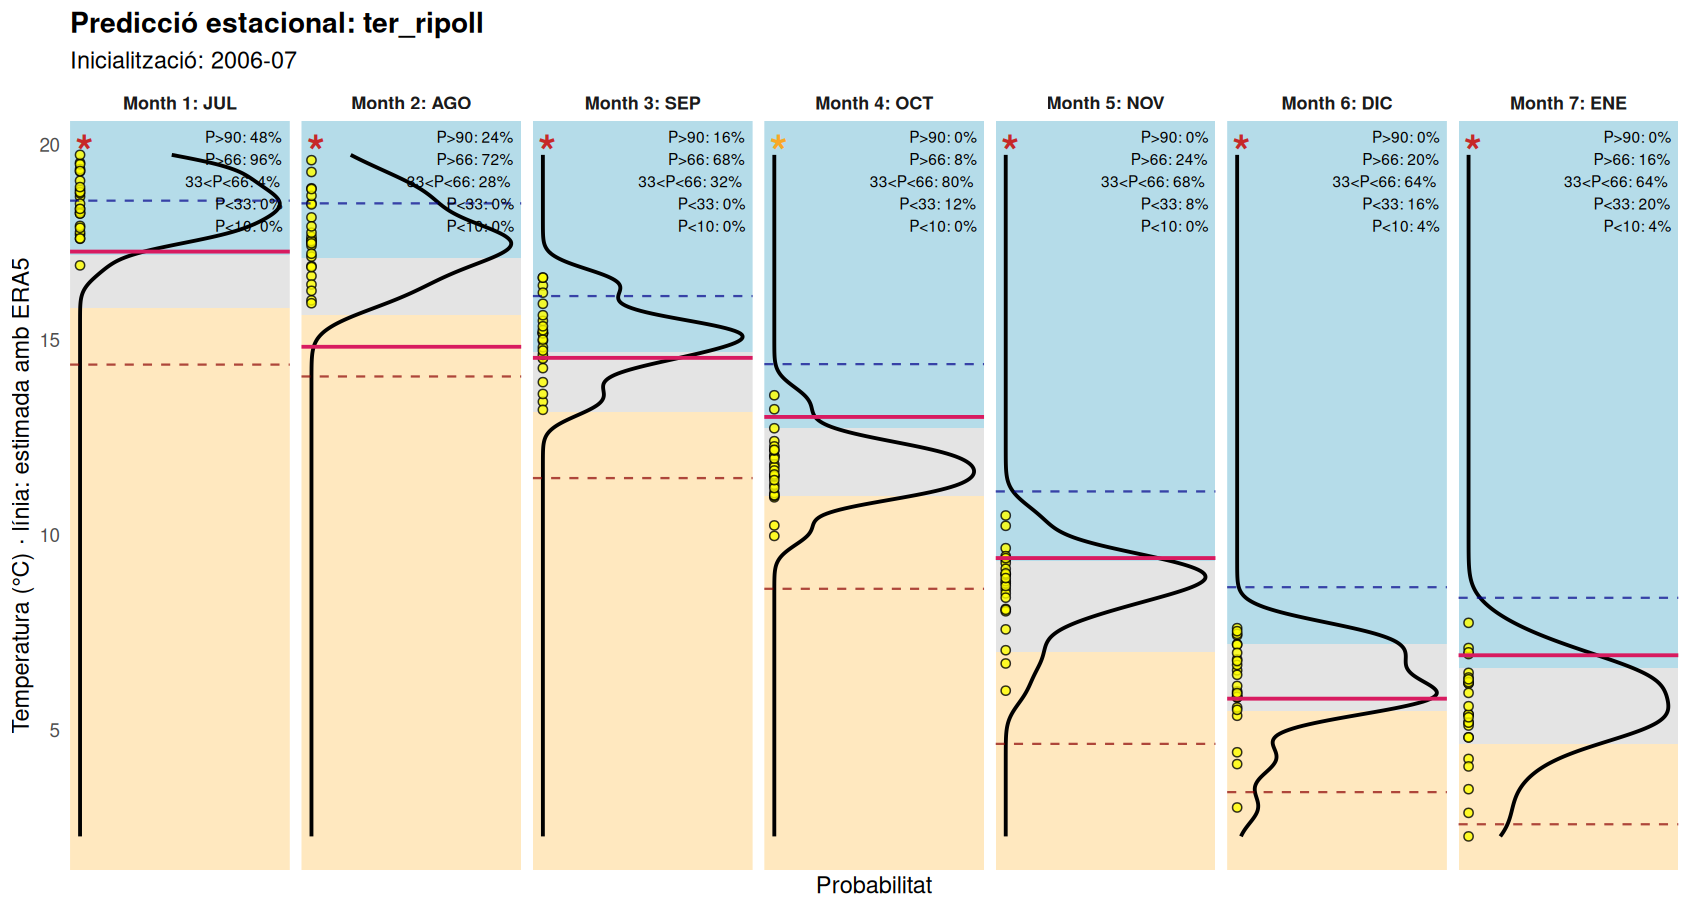 Predicció estacional: ter_ripoll
Inicialització: 2006-07
Month 1: JUL
Month 2: AGO
Month 3: SEP
Month 4: OCT
Month 5: NOV
Month 6: DIC
Month 7: ENE
*
P>90: 48%
P>66: 96%
33<P<66: 4%
P<33: 0%
P<10: 0%
*
P>90: 24%
P>66: 72%
33<P<66: 28%
P<33: 0%
P<10: 0%
*
P>90: 16%
P>66: 68%
33<P<66: 32%
P<33: 0%
P<10: 0%
*
P>90: 0%
P>66: 8%
33<P<66: 80%
P<33: 12%
P<10: 0%
*
P>90: 0%
P>66: 24%
33<P<66: 68%
P<33: 8%
P<10: 0%
*
P>90: 0%
P>66: 20%
33<P<66: 64%
P<33: 16%
P<10: 4%
*
P>90: 0%
P>66: 16%
33<P<66: 64%
P<33: 20%
P<10: 4%
20
15
10
5
Temperatura (°C) · línia: estimada amb ERA5
Probabilitat